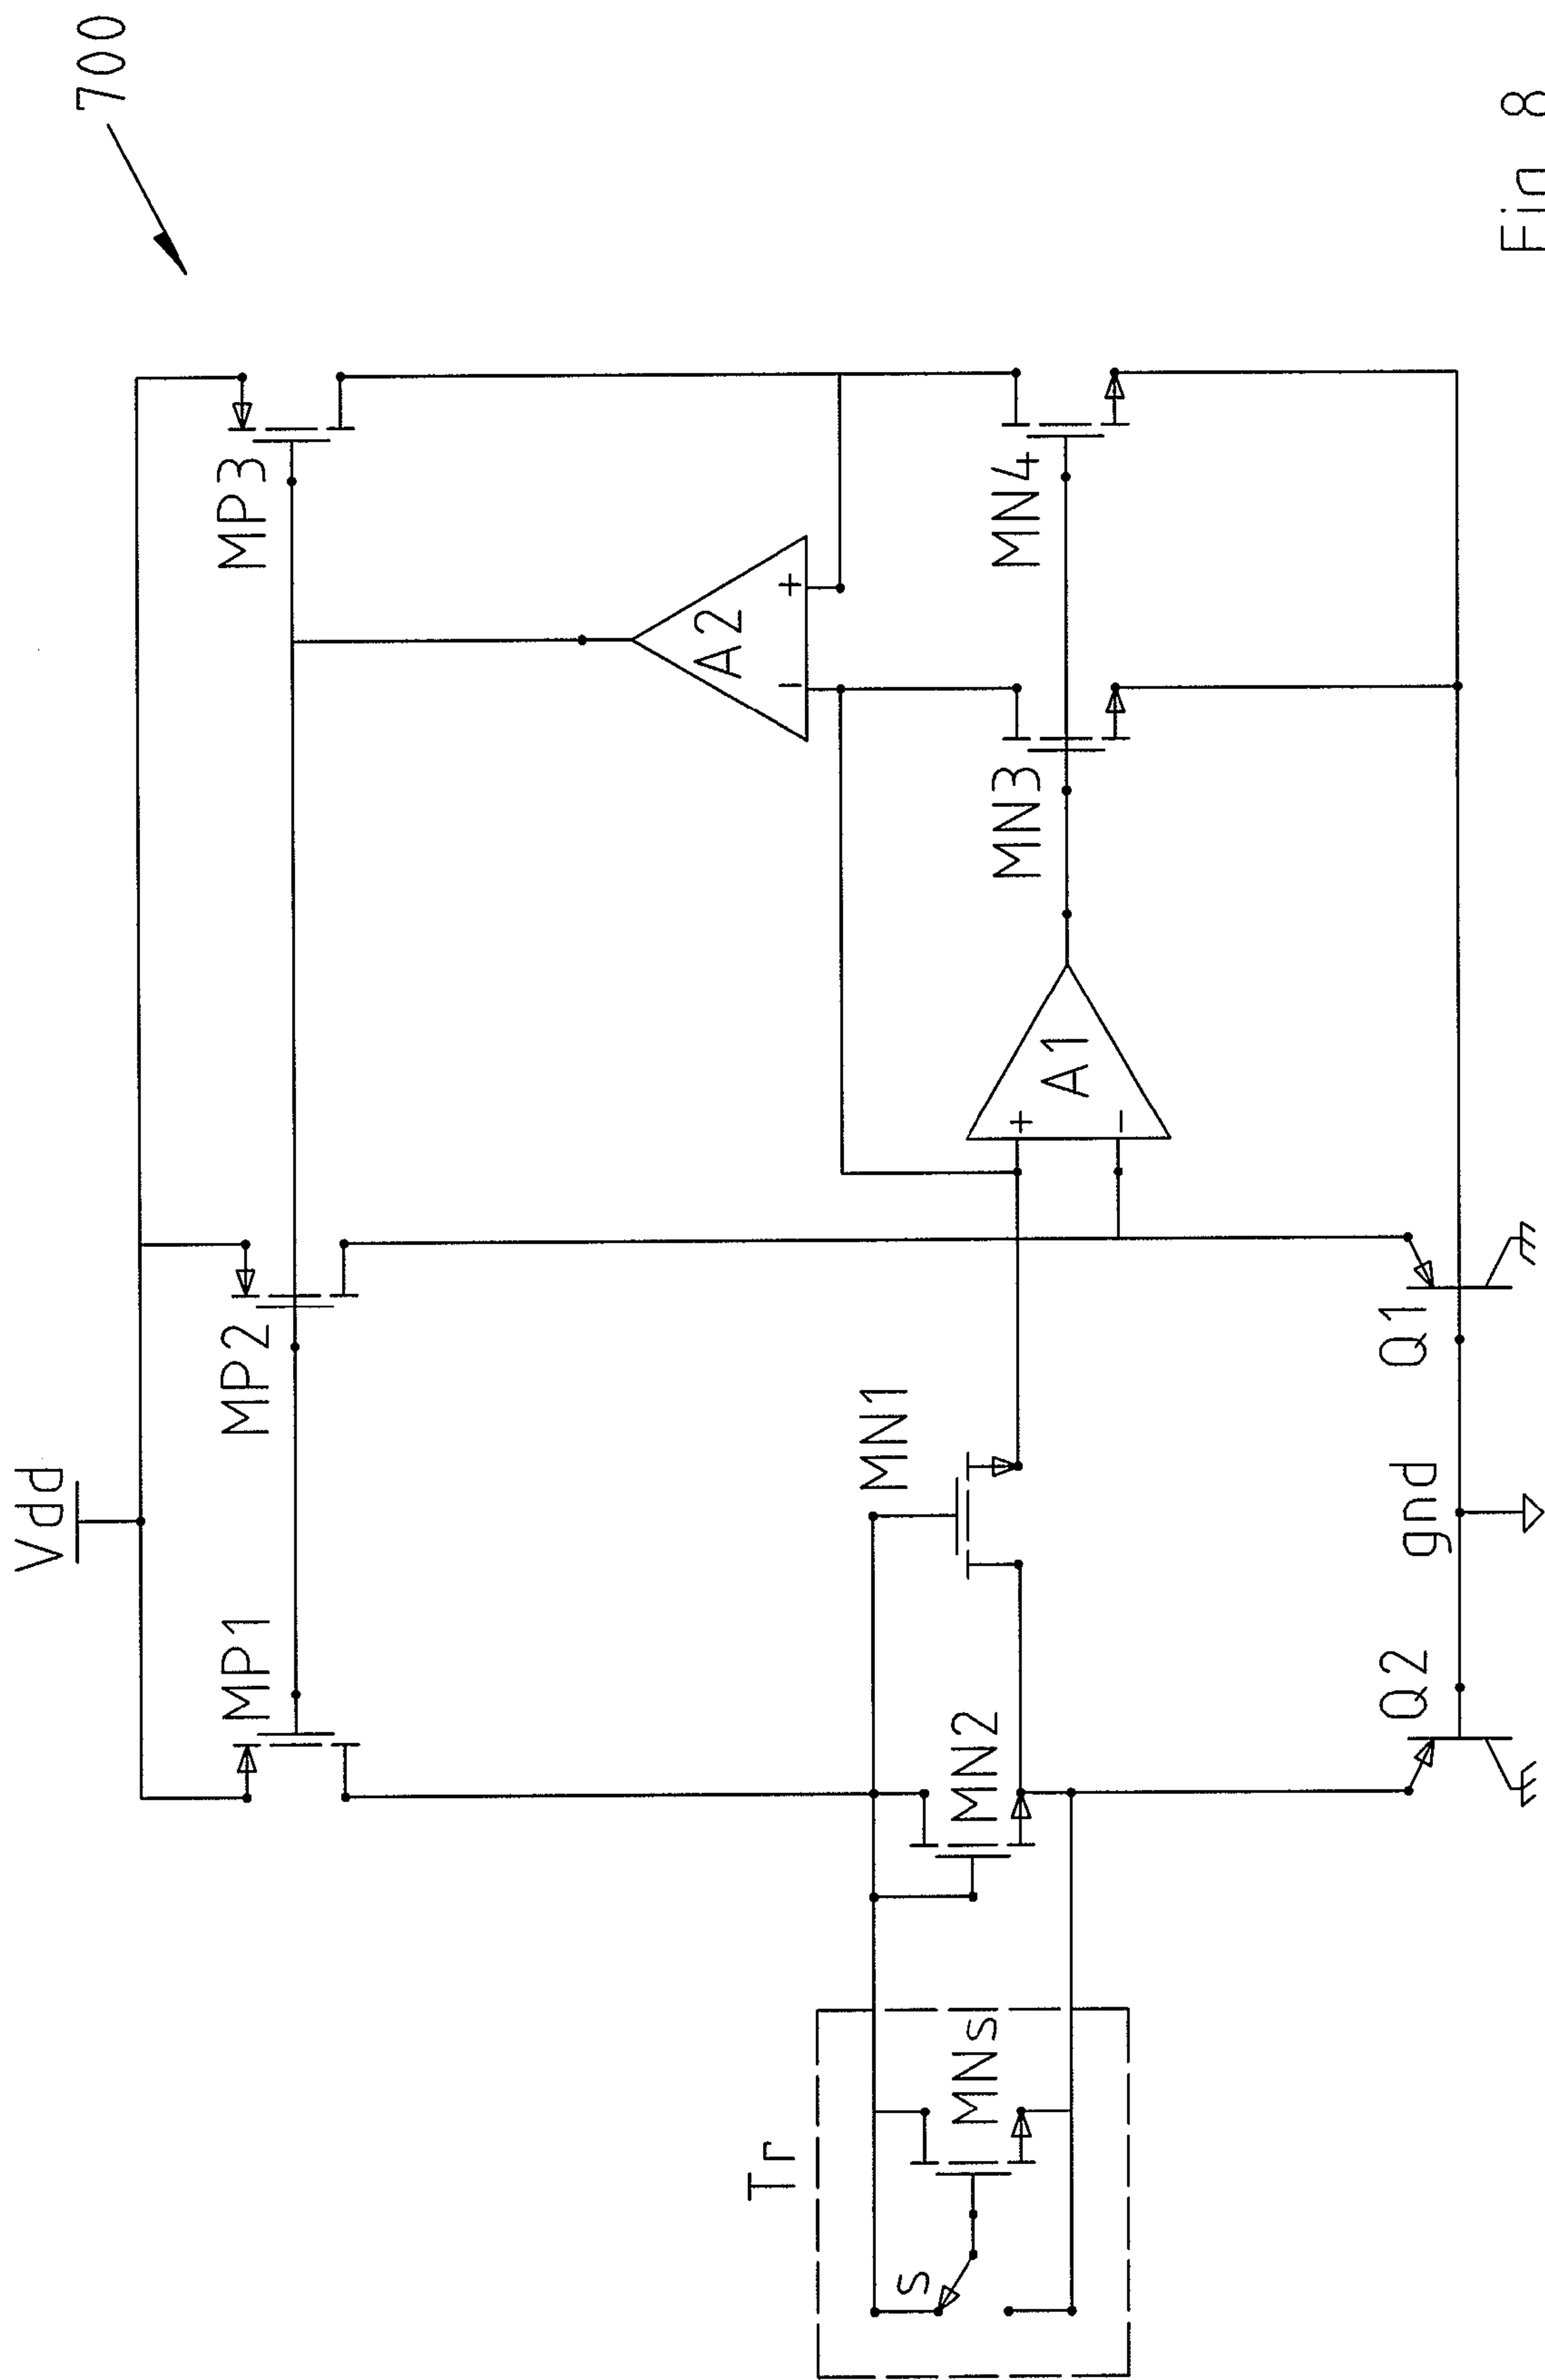 700
Vdd
MP1
MP2
MP3
A2
- +
Tr
s
MNs
MN2
MN1
+
-
A1
MN3
MN4
Q2
gnd
Q1
Fig 8